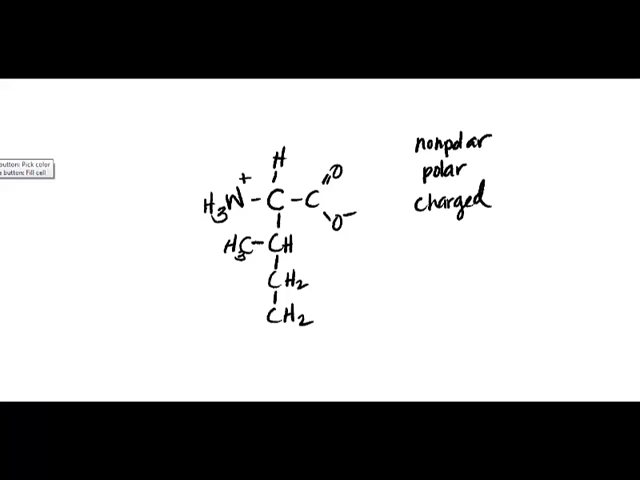 button: Pick color
e button: Fill cell
nonpolar
polar
charged
H
+
O
H3N - C - C
O-
H3C - CH
CH2
CH2